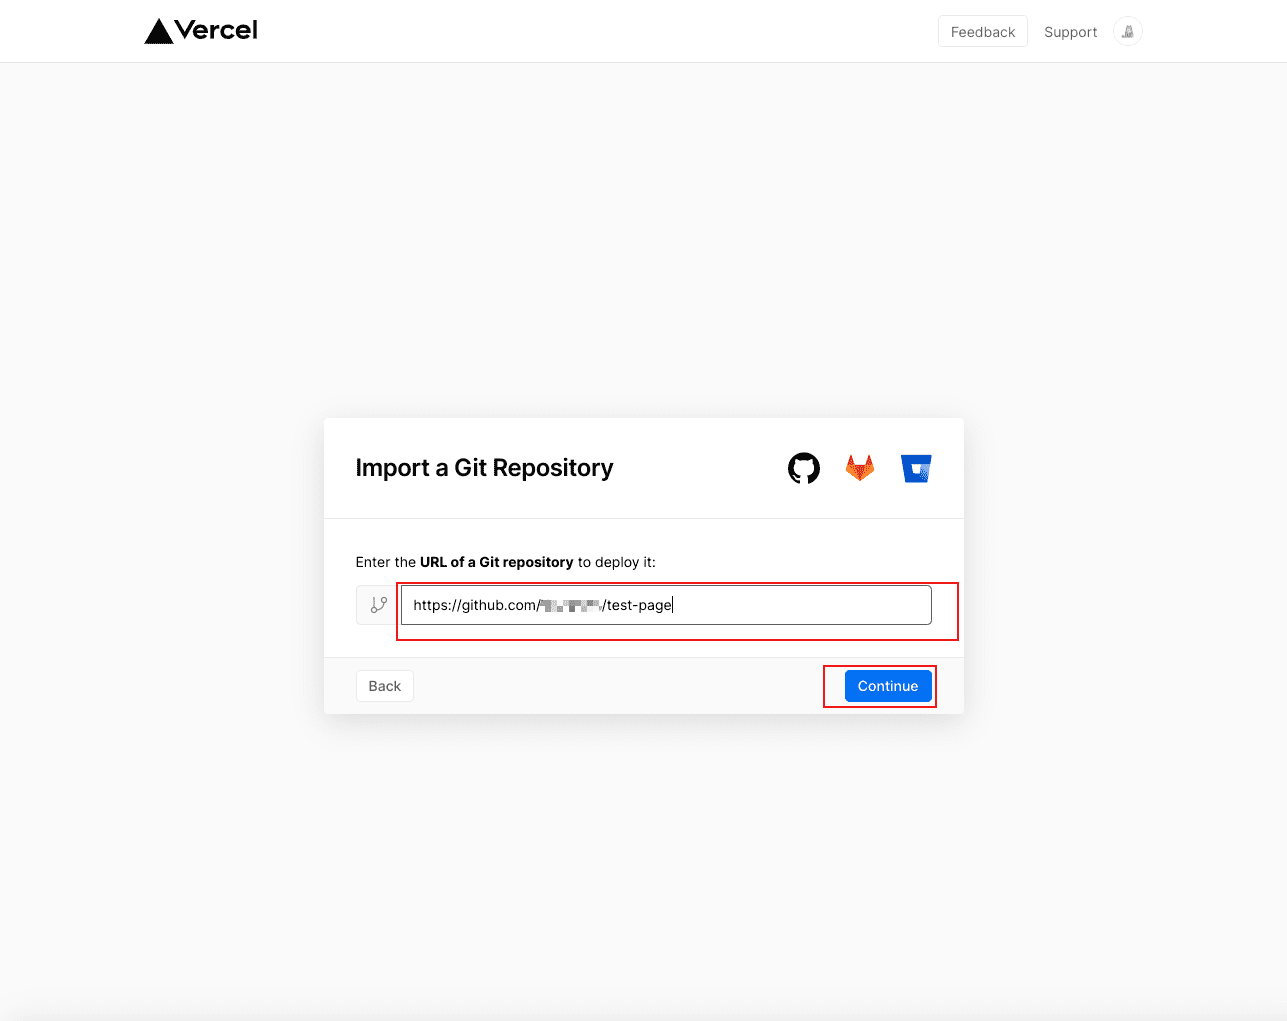 Vercel
Feedback Support
Import a Git Repository
Enter the URL of a Git repository to deploy it:
https://github.com/ /test-page
Back Continue